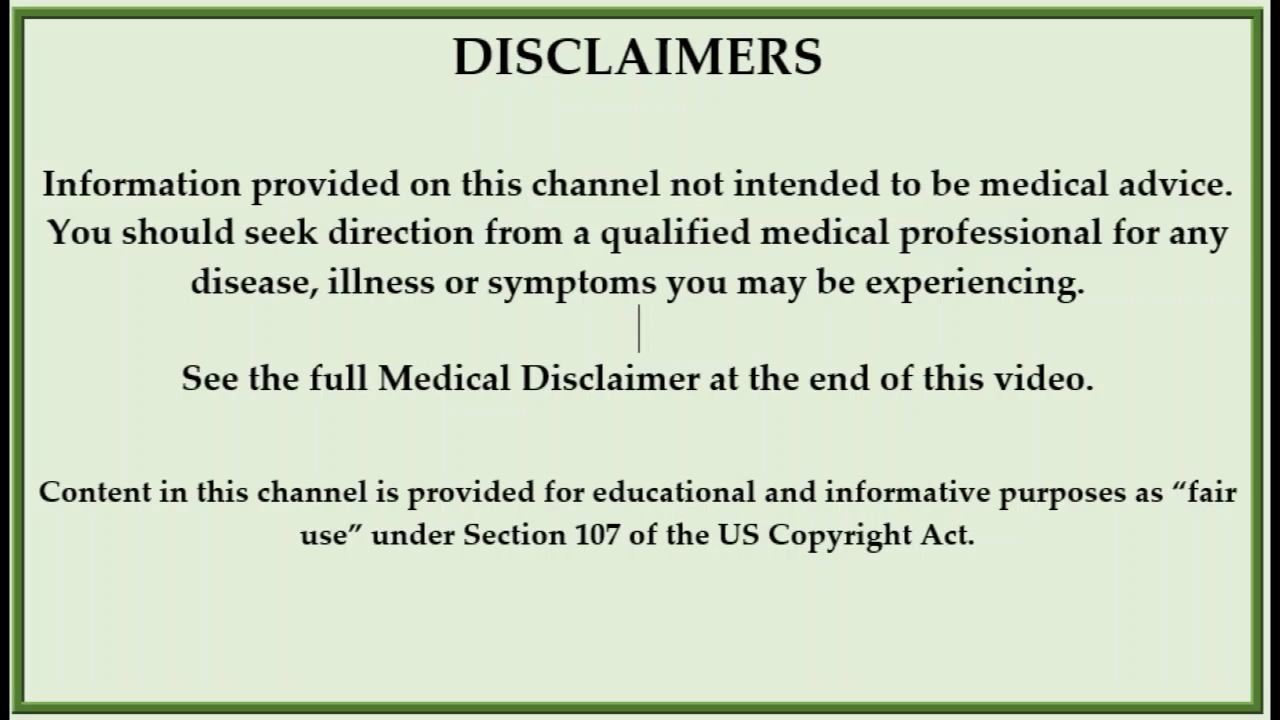 DISCLAIMERS
Information provided on this channel not intended to be medical advice.
You should seek direction from a qualified medical professional for any
disease, illness or symptoms you may be experiencing.
See the full Medical Disclaimer at the end of this video.
Content in this channel is provided for educational and informative purposes as “fair
use” under Section 107 of the US Copyright Act.